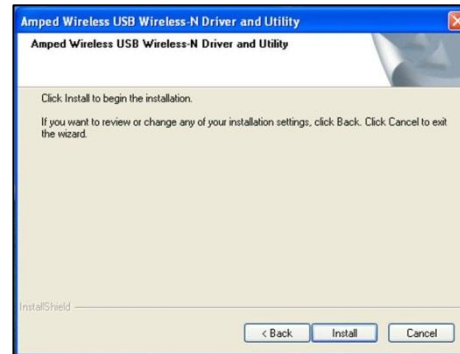 Amped Wireless USB Wireless-N Driver and Utility
Amped Wireless USB Wireless-N Driver and Utility
Click Install to begin the installation.
If you want to review or change any of your installation settings, click Back. Click Cancel to exit
the wizard.
InstallShield
< Back Install Cancel